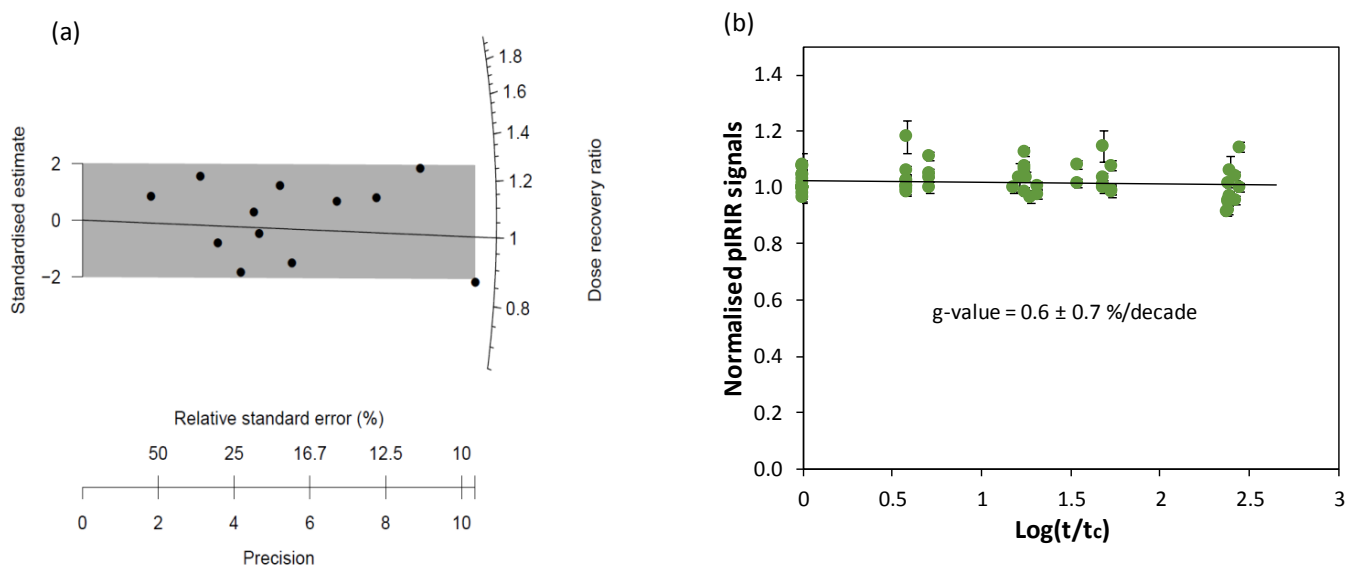 (a)
Standardised estimate
2
0
−2
1.8
1.6
1.4
1.2
1
0.8
Dose recovery ratio
Relative standard error (%)
50 25 16.7 12.5 10
0 2 4 6 8 10
Precision
(b)
Normalised pIRIR signals
1.4
1.2
1.0
0.8
0.6
0.4
0.2
0.0
g-value = 0.6 ± 0.7 %/decade
0 0.5 1 1.5 2 2.5 3
Log(t/tc)